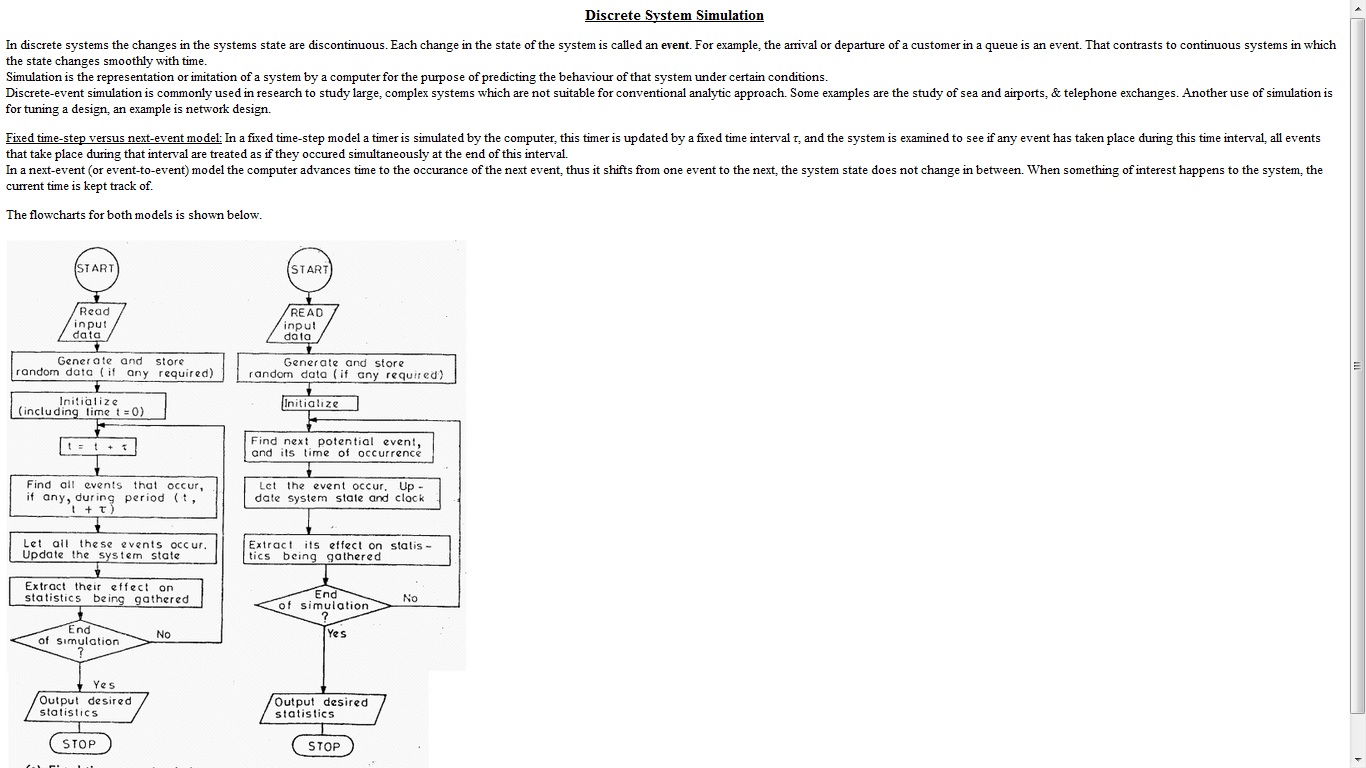 Discrete System Simulation
In discrete systems the changes in the systems state are discontinuous. Each change in the state of the system is called an event. For example, the arrival or departure of a customer in a queue is an event. That contrasts to continuous systems in which
the state changes smoothly with time.
Simulation is the representation or imitation of a system by a computer for the purpose of predicting the behaviour of that system under certain conditions.
Discrete-event simulation is commonly used in research to study large, complex systems which are not suitable for conventional analytic approach. Some examples are the study of sea and airports, & telephone exchanges. Another use of simulation is
for tuning a design, an example is network design.
Fixed time-step versus next-event model: In a fixed time-step model a timer is simulated by the computer, this timer is updated by a fixed time interval τ, and the system is examined to see if any event has taken place during this time interval, all events
that take place during that interval are treated as if they occured simultaneously at the end of this interval.
In a next-event (or event-to-event) model the computer advances time to the occurance of the next event, thus it shifts from one event to the next, the system state does not change in between. When something of interest happens to the system, the
current time is kept track of.
The flowcharts for both models is shown below.
START
Read
input
data
Generate and store
random data (if any required)
Initialize
(including time t=0)
t = t + τ
Find all events that occur,
if any, during period (t,
t + τ)
Let all these events occur.
Update the system state
Extract their effect on
statistics being gathered
End
of simulation
?
No
Yes
Output desired
statistics
STOP
START
READ
input
data
Generate and store
random data (if any required)
Initialize
Find next potential event,
and its time of occurrence
Let the event occur. Up-
date system state and clock
Extract its effect on statis-
tics being gathered
End
of simulation
?
No
Yes
Output desired
statistics
STOP